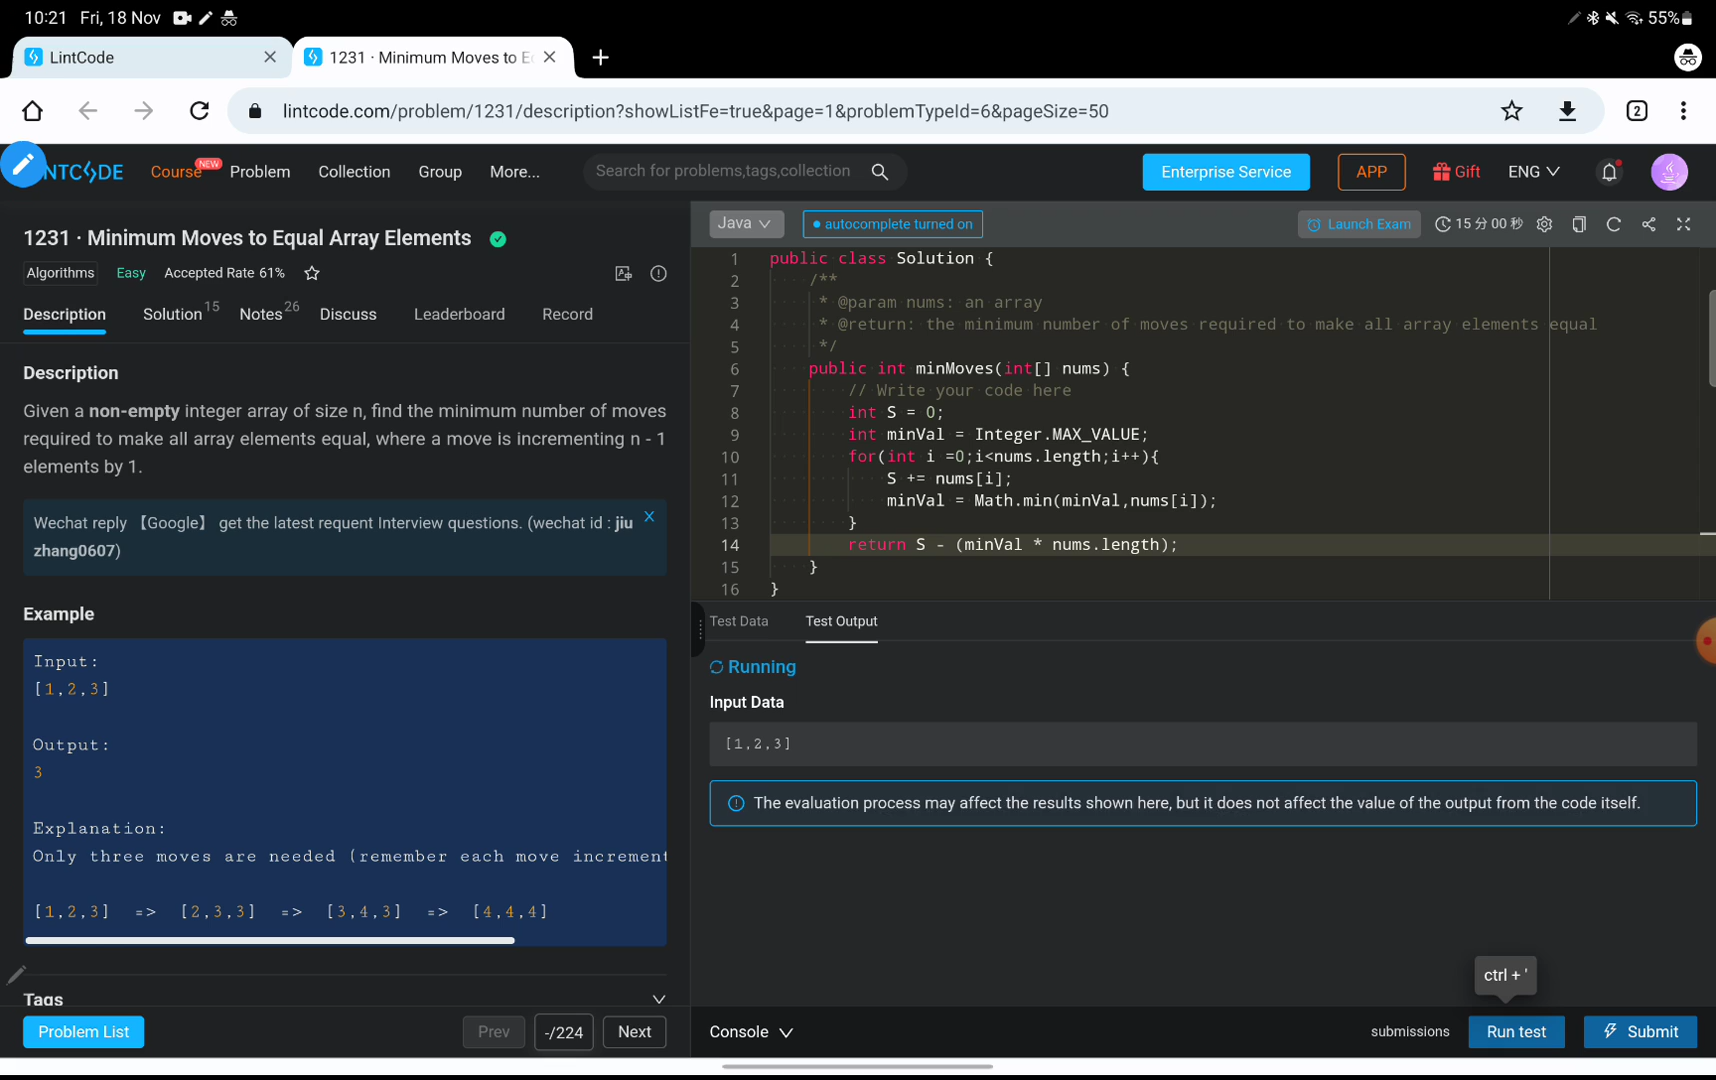 10:21 Fri, 18 Nov
55%
LintCode
1231 · Minimum Moves to E
lintcode.com/problem/1231/description?showListFe=true&page=1&problemTypeId=6&pageSize=50
2
NTCODE
Course NEW
Problem
Collection
Group
More...
Search for problems,tags,collection
Enterprise Service
APP
Gift
ENG
1231 · Minimum Moves to Equal Array Elements
Algorithms
Easy
Accepted Rate 61%
Description
Solution 15
Notes 26
Discuss
Leaderboard
Record
Description
Given a non-empty integer array of size n, find the minimum number of moves
required to make all array elements equal, where a move is incrementing n - 1
elements by 1.
Wechat reply 【Google】 get the latest requent Interview questions. (wechat id : jiu
zhang0607)
Example
Input:
[1,2,3]
Output:
3
Explanation:
Only three moves are needed (remember each move increment
[1,2,3] => [2,3,3] => [3,4,3] => [4,4,4]
Tags
Problem List
Prev
-/224
Next
Java
autocomplete turned on
Launch Exam
15 分 00 秒
1 public class Solution {
2 /**
3 * @param nums: an array
4 * @return: the minimum number of moves required to make all array elements equal
5 */
6 public int minMoves(int[] nums) {
7 // Write your code here
8 int S = 0;
9 int minVal = Integer.MAX_VALUE;
10 for(int i =0;i<nums.length;i++){
11 S += nums[i];
12 minVal = Math.min(minVal,nums[i]);
13 }
14 return S - (minVal * nums.length);
15 }
16 }
Test Data
Test Output
Running
Input Data
[1,2,3]
The evaluation process may affect the results shown here, but it does not affect the value of the output from the code itself.
ctrl + '
Console
submissions
Run test
Submit